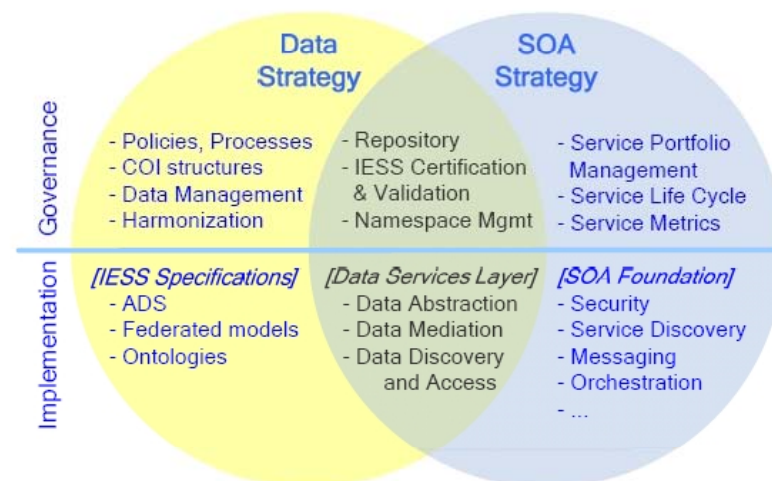 Data
Strategy
SOA
Strategy
Governance
- Policies, Processes
- COI structures
- Data Management
- Harmonization
- Repository
- IESS Certification
& Validation
- Namespace Mgmt
- Service Portfolio
Management
- Service Life Cycle
- Service Metrics
Implementation
[IESS Specifications]
- ADS
- Federated models
- Ontologies
[Data Services Layer]
- Data Abstraction
- Data Mediation
- Data Discovery
and Access
[SOA Foundation]
- Security
- Service Discovery
- Messaging
- Orchestration
- ...